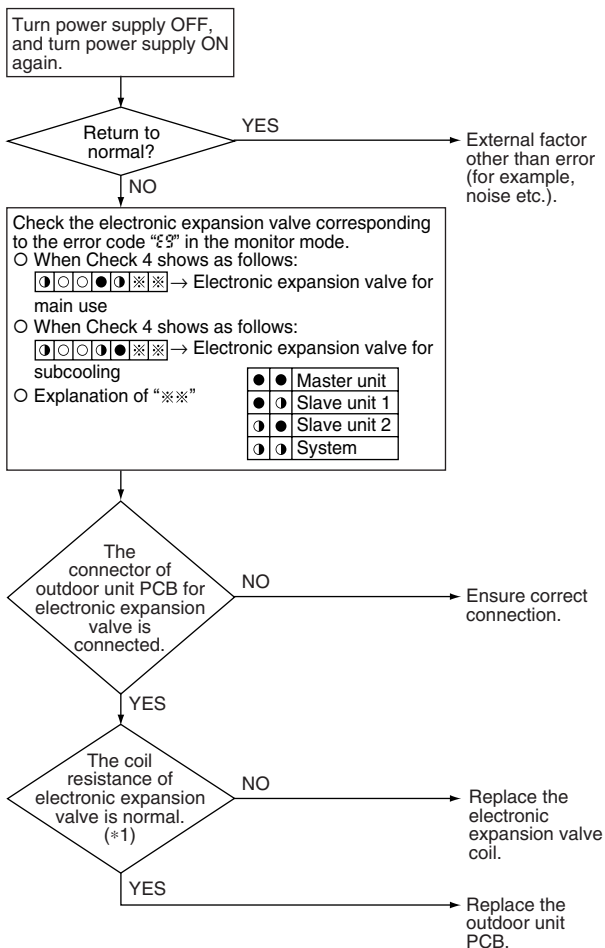 Turn power supply OFF,
and turn power supply ON
again.
Return to
normal?
YES
External factor
other than error
(for example,
noise etc.).
NO
Check the electronic expansion valve corresponding
to the error code “E9” in the monitor mode.
○ When Check 4 shows as follows:
◑○○●◑※※ → Electronic expansion valve for
main use
○ When Check 4 shows as follows:
◑○○◑●※※ → Electronic expansion valve for
subcooling
○ Explanation of “※※”
● ● Master unit
● ◑ Slave unit 1
◑ ● Slave unit 2
◑ ◑ System
The
connector of
outdoor unit PCB for
electronic expansion
valve is
connected.
NO
Ensure correct
connection.
YES
The coil
resistance of
electronic expansion
valve is normal.
(*1)
NO
Replace the
electronic
expansion valve
coil.
YES
Replace the
outdoor unit
PCB.